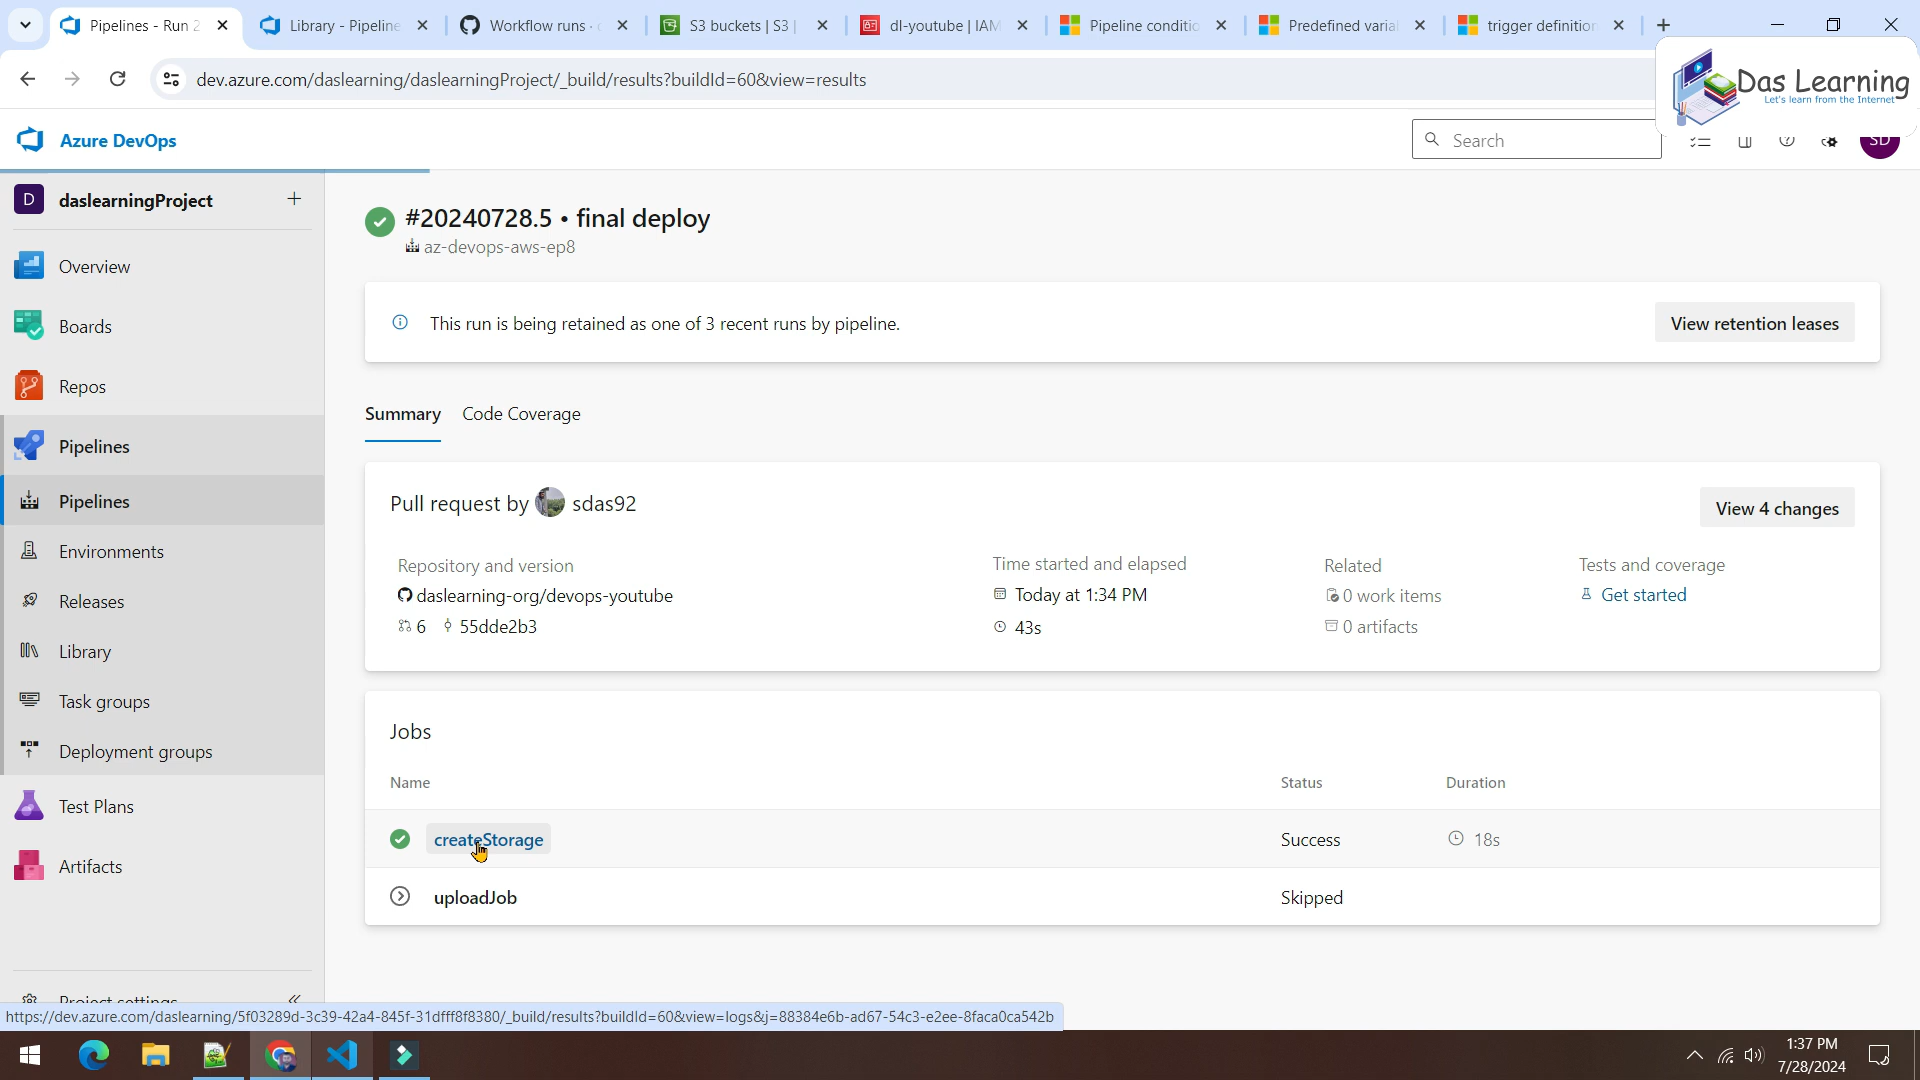 Pipelines - Run 2
Library - Pipeline
Workflow runs ·
S3 buckets | S3 |
dl-youtube | IAM
Pipeline conditio
Predefined varia
trigger definition
dev.azure.com/daslearning/daslearningProject/_build/results?buildId=60&view=results
Das Learning
Let's learn from the Internet
Azure DevOps
Search
SD
D daslearningProject
Overview
Boards
Repos
Pipelines
Pipelines
Environments
Releases
Library
Task groups
Deployment groups
Test Plans
Artifacts
Project settings
#20240728.5 • final deploy
az-devops-aws-ep8
This run is being retained as one of 3 recent runs by pipeline.
View retention leases
Summary Code Coverage
Pull request by sdas92
View 4 changes
Repository and version
daslearning-org/devops-youtube
6 55dde2b3
Time started and elapsed
Today at 1:34 PM
43s
Related
0 work items
0 artifacts
Tests and coverage
Get started
Jobs
Name Status Duration
createStorage Success 18s
uploadJob Skipped
https://dev.azure.com/daslearning/5f03289d-3c39-42a4-845f-31dfff8f8380/_build/results?buildId=60&view=logs&j=88384e6b-ad67-54c3-e2ee-8faca0ca542b
1:37 PM
7/28/2024